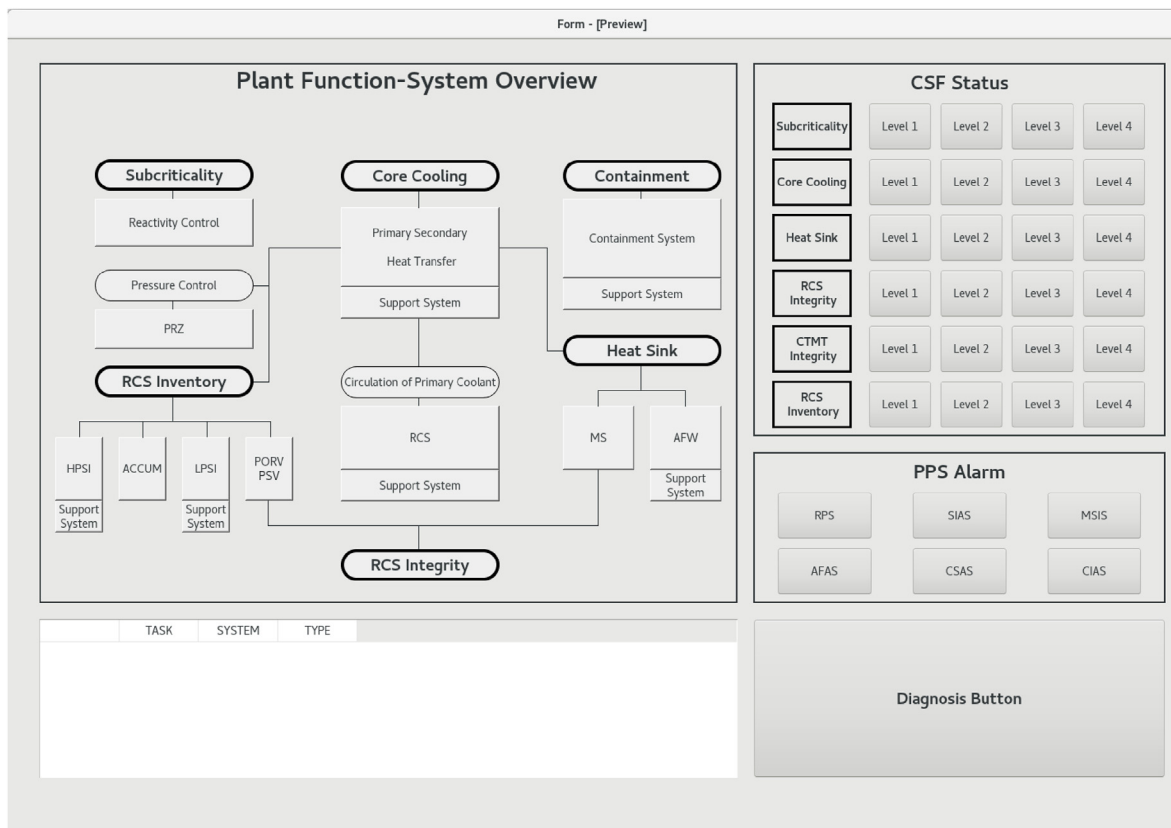 Form - [Preview]
Plant Function-System Overview
Subcriticality
Core Cooling
Containment
Reactivity Control
Primary Secondary
Heat Transfer
Support System
Containment System
Support System
Pressure Control
PRZ
Heat Sink
RCS Inventory
Circulation of Primary Coolant
HPSI
Support
System
ACCUM
LPSI
Support
System
PORV
PSV
RCS
Support System
MS
AFW
Support
System
RCS Integrity
CSF Status
Subcriticality Level 1 Level 2 Level 3 Level 4
Core Cooling Level 1 Level 2 Level 3 Level 4
Heat Sink Level 1 Level 2 Level 3 Level 4
RCS
Integrity
Level 1 Level 2 Level 3 Level 4
CTMT
Integrity
Level 1 Level 2 Level 3 Level 4
RCS
Inventory
Level 1 Level 2 Level 3 Level 4
PPS Alarm
RPS SIAS MSIS
AFAS CSAS CIAS
TASK SYSTEM TYPE
Diagnosis Button